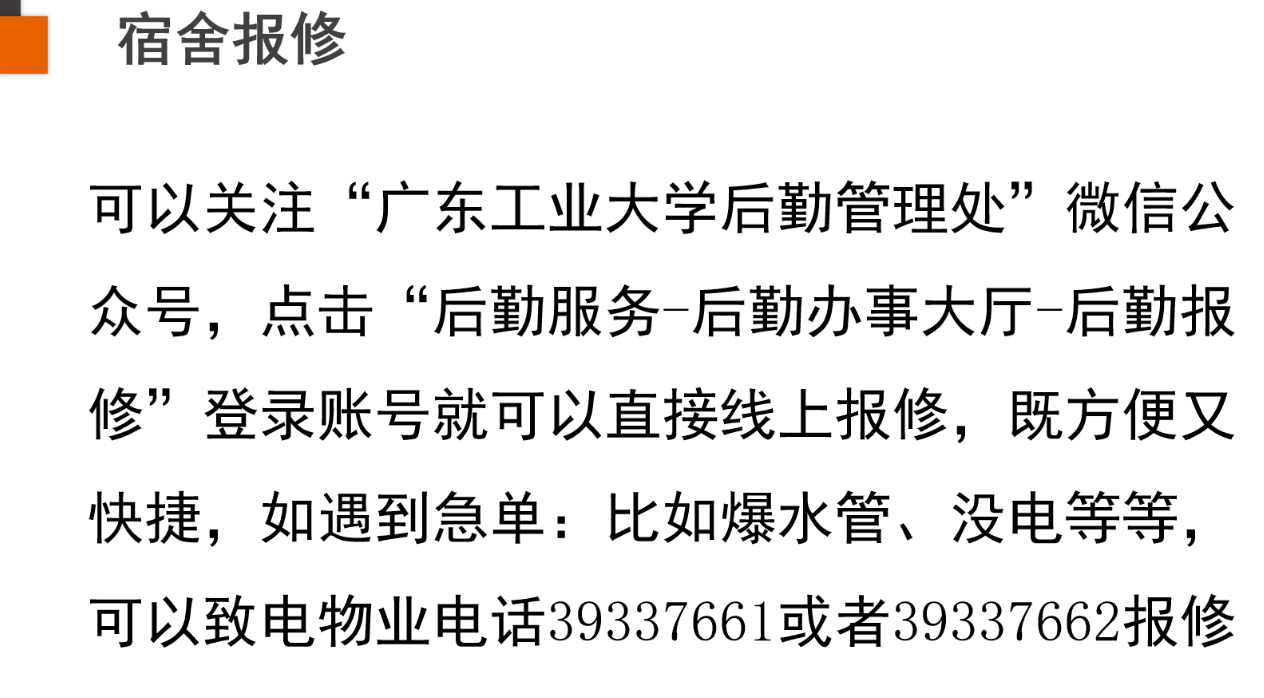 宿舍报修
可以关注“广东工业大学后勤管理处”微信公
众号，点击“后勤服务-后勤办事大厅-后勤报
修”登录账号就可以直接线上报修，既方便又
快捷，如遇到急单：比如爆水管、没电等等，
可以致电物业电话39337661或者39337662报修